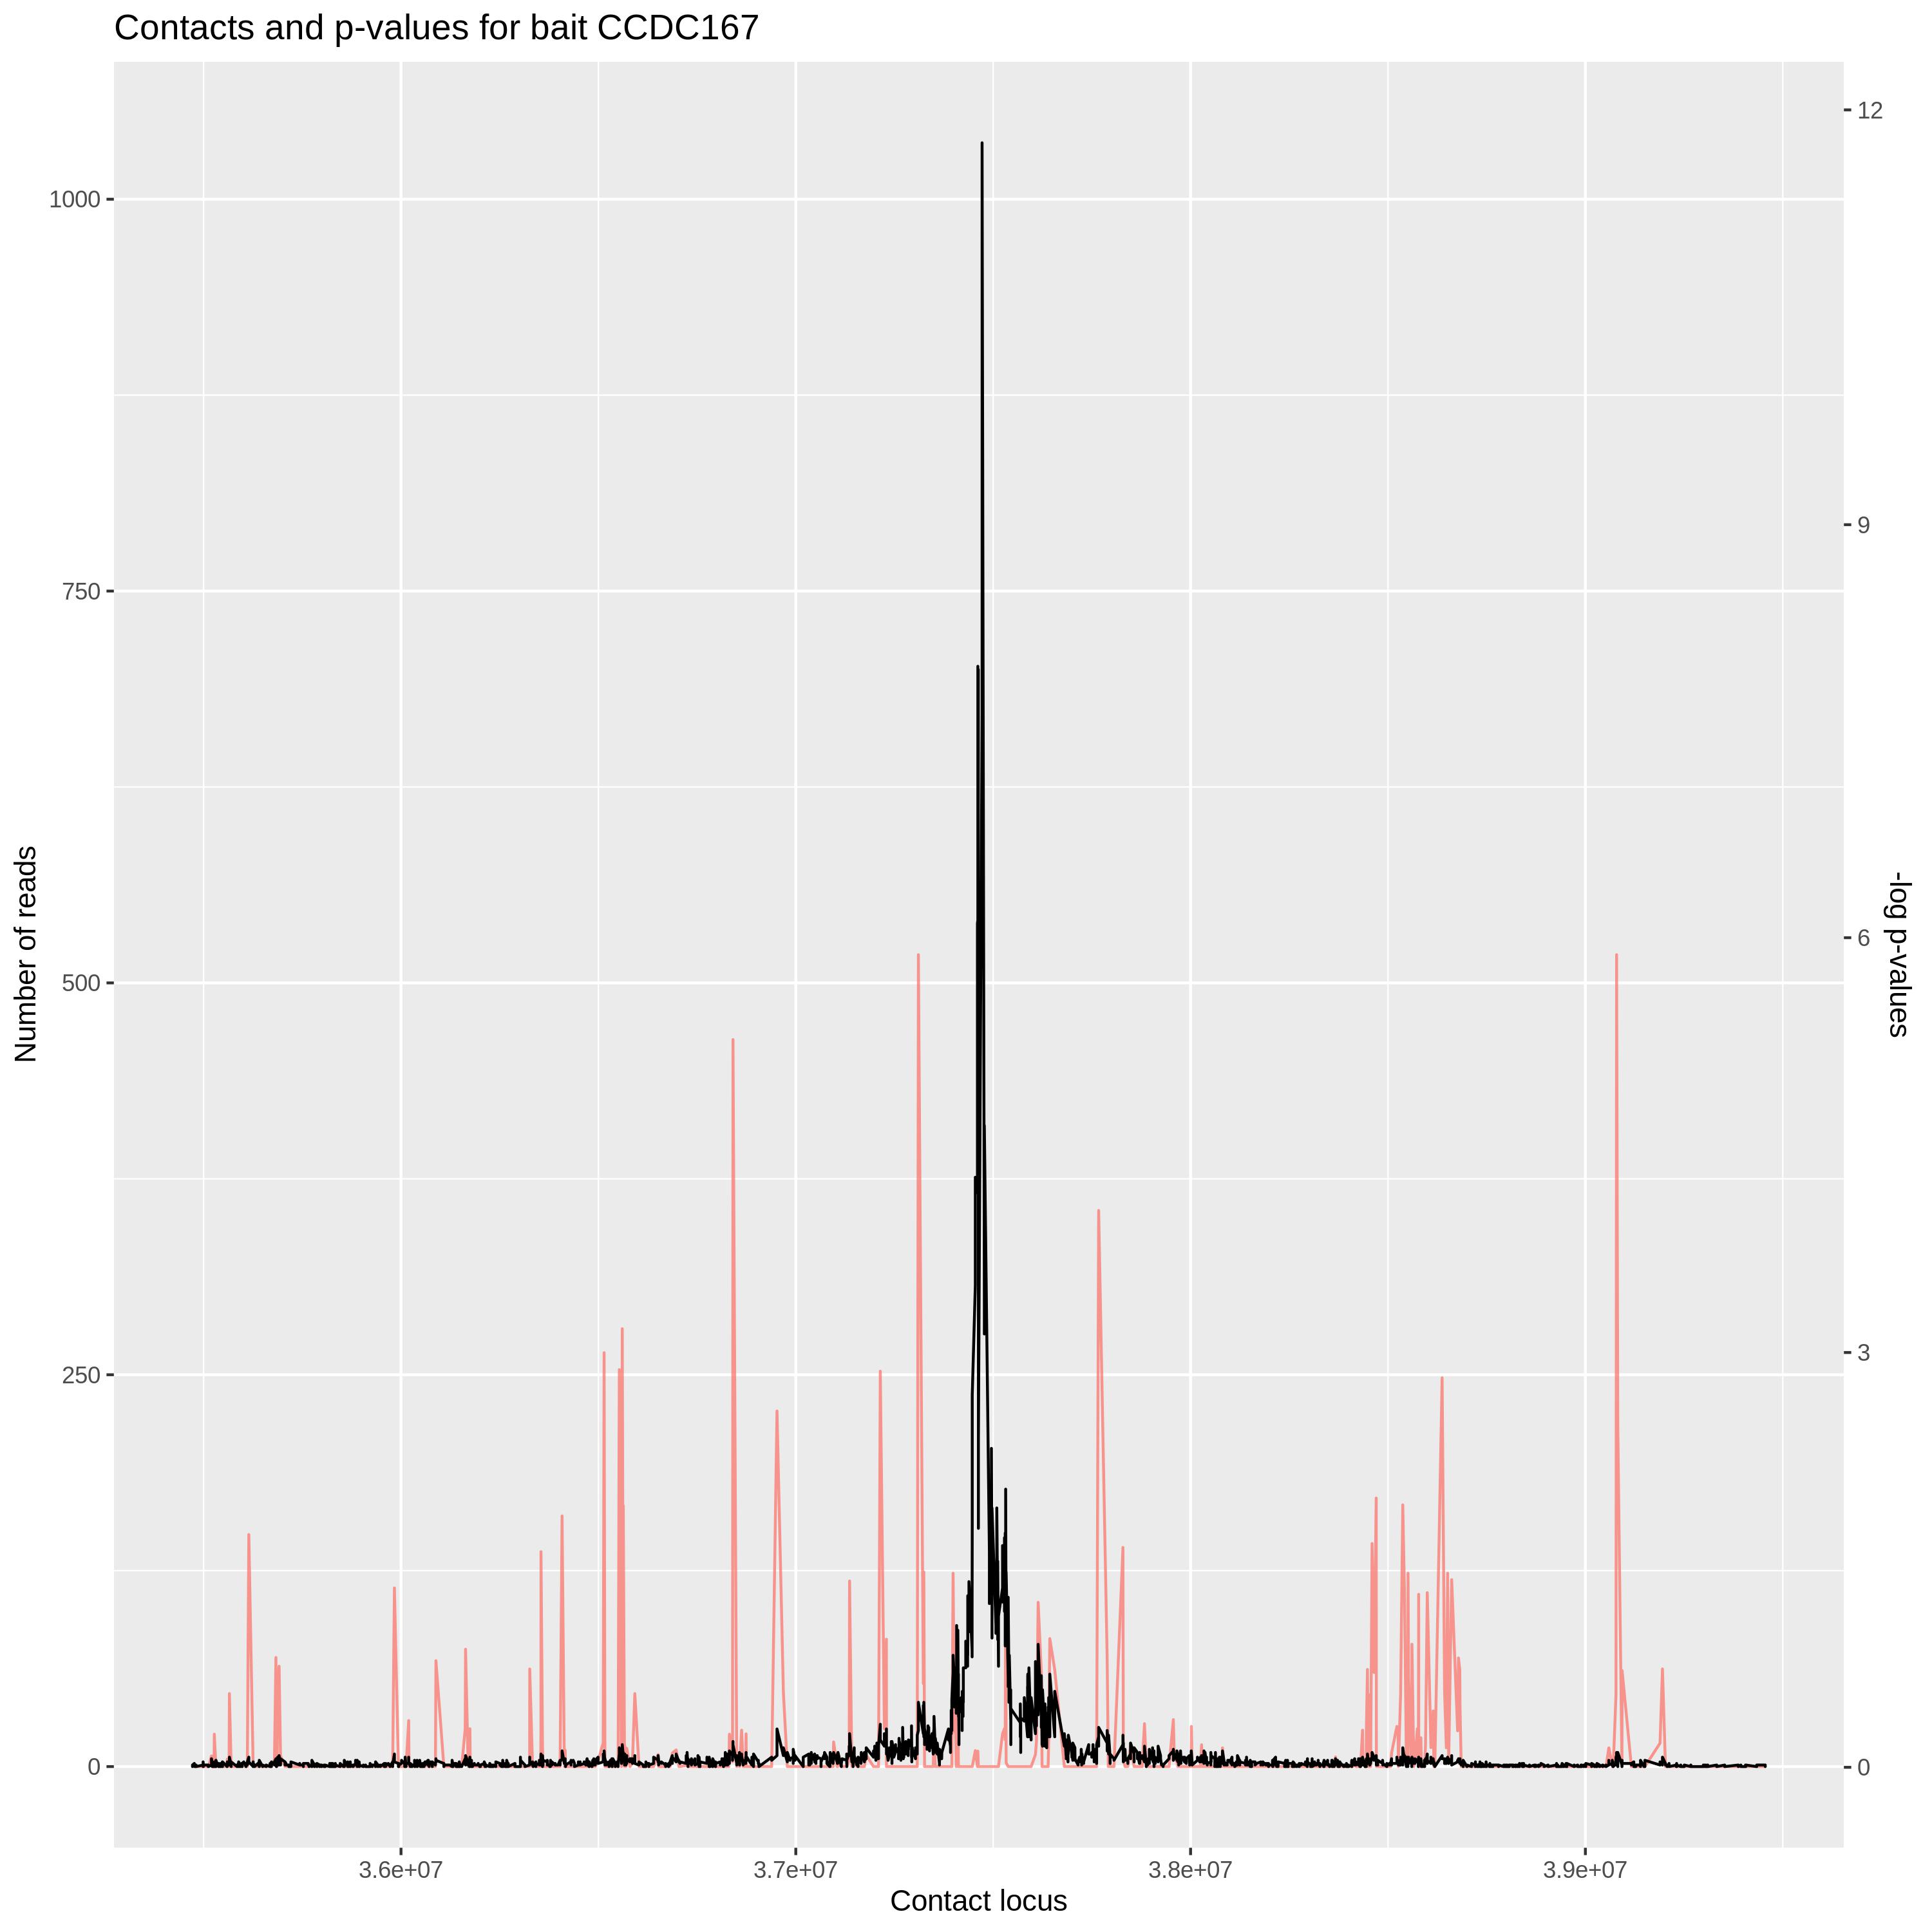 Contacts and p-values for bait CCDC167
12
1000
9
750
Number of reads
6
-log p-values
500
3
250
0
0
3.6e+07
3.7e+07
3.8e+07
3.9e+07
Contact locus